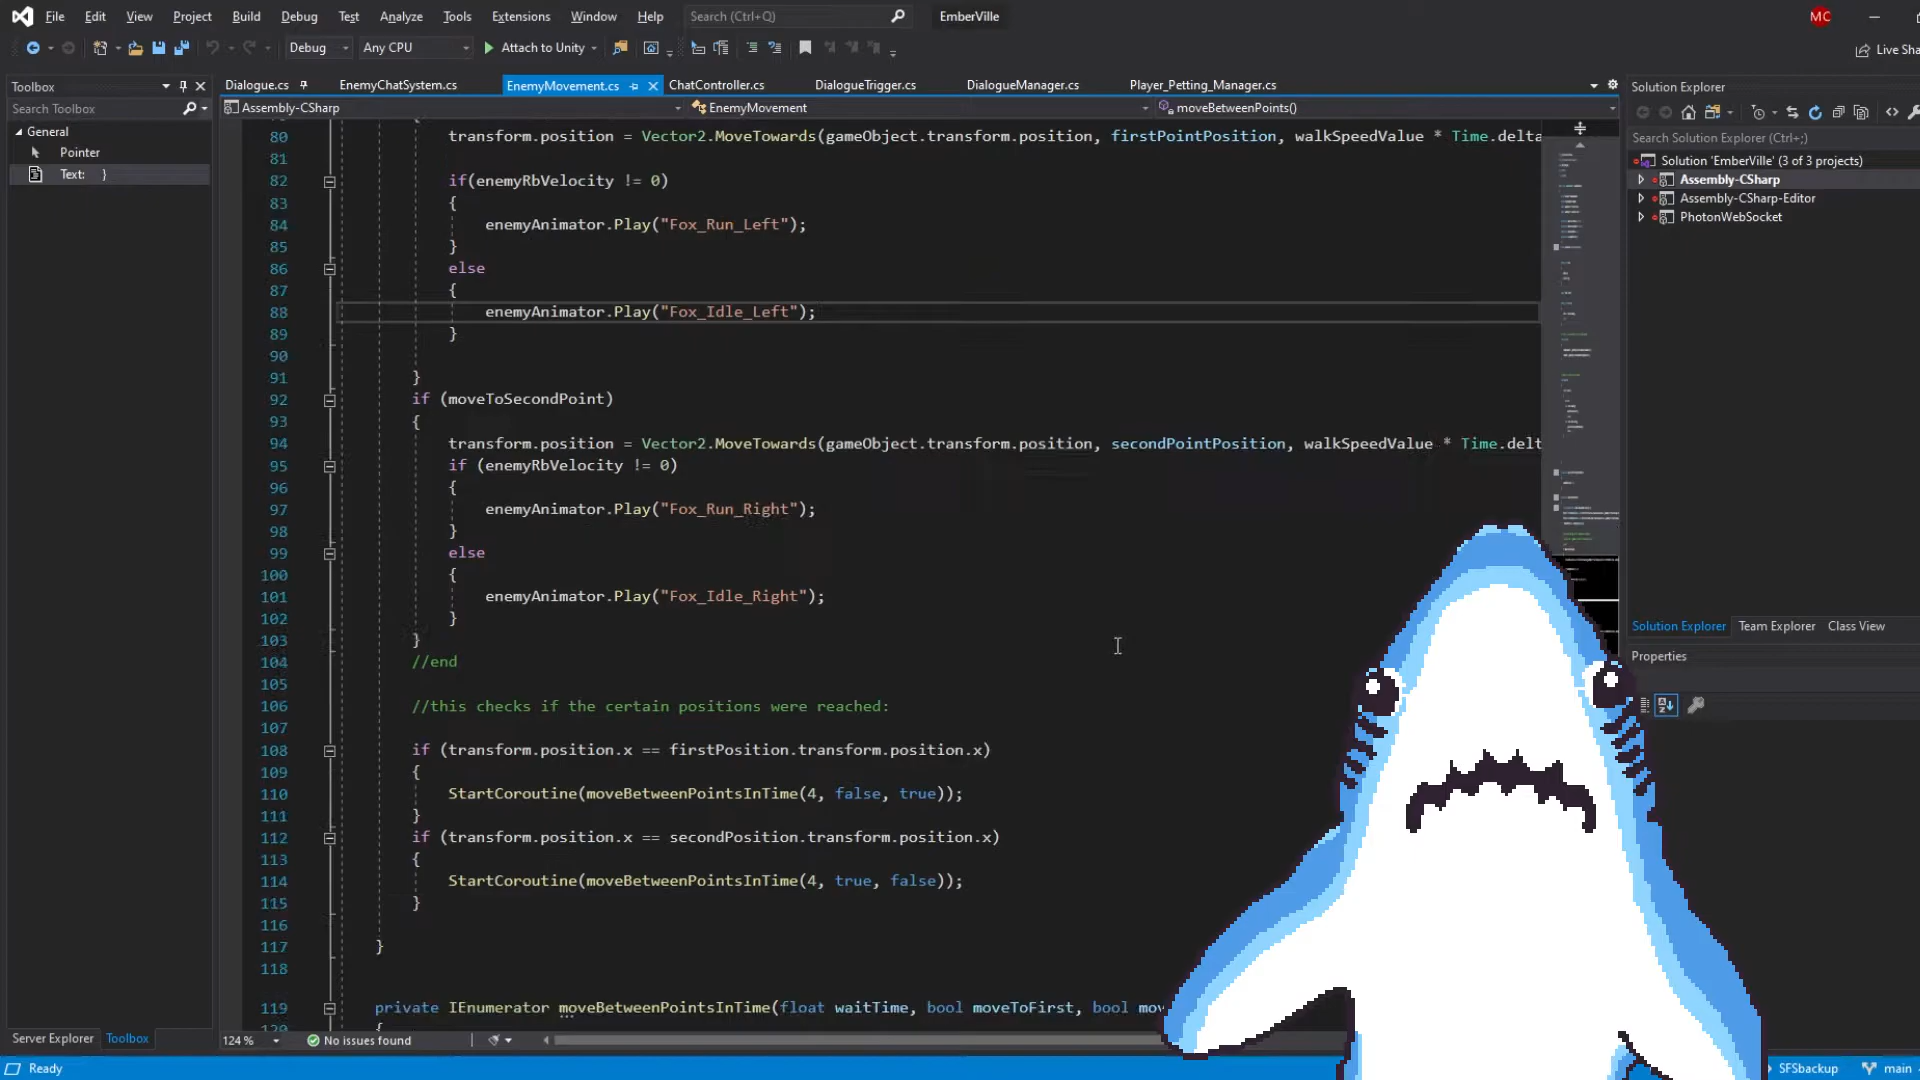 File Edit View Project Build Debug Test Analyze Tools Extensions Window Help Search (Ctrl+Q) EmberVille MC
Debug Any CPU Attach to Unity Live Sha
Toolbox
Search Toolbox
General
Pointer
Text: }
Dialogue.cs EnemyChatSystem.cs EnemyMovement.cs ChatController.cs DialogueTrigger.cs DialogueManager.cs Player_Petting_Manager.cs
Assembly-CSharp EnemyMovement moveBetweenPoints()
80 transform.position = Vector2.MoveTowards(gameObject.transform.position, firstPointPosition, walkSpeedValue * Time.delta
81
82 if(enemyRbVelocity != 0)
83 {
84 enemyAnimator.Play("Fox_Run_Left");
85 }
86 else
87 {
88 enemyAnimator.Play("Fox_Idle_Left");
89 }
90
91 }
92 if (moveToSecondPoint)
93 {
94 transform.position = Vector2.MoveTowards(gameObject.transform.position, secondPointPosition, walkSpeedValue * Time.delt
95 if (enemyRbVelocity != 0)
96 {
97 enemyAnimator.Play("Fox_Run_Right");
98 }
99 else
100 {
101 enemyAnimator.Play("Fox_Idle_Right");
102 }
103 }
104 //end
105
106 //this checks if the certain positions were reached:
107
108 if (transform.position.x == firstPosition.transform.position.x)
109 {
110 StartCoroutine(moveBetweenPointsInTime(4, false, true));
111 }
112 if (transform.position.x == secondPosition.transform.position.x)
113 {
114 StartCoroutine(moveBetweenPointsInTime(4, true, false));
115 }
116
117 }
118
119 private IEnumerator moveBetweenPointsInTime(float waitTime, bool moveToFirst, bool mov
120 {
Solution Explorer
Search Solution Explorer (Ctrl+;)
Solution 'EmberVille' (3 of 3 projects)
Assembly-CSharp
Assembly-CSharp-Editor
PhotonWebSocket
Solution Explorer Team Explorer Class View
Properties
Server Explorer Toolbox
124 % No issues found
Ready SFSbackup main